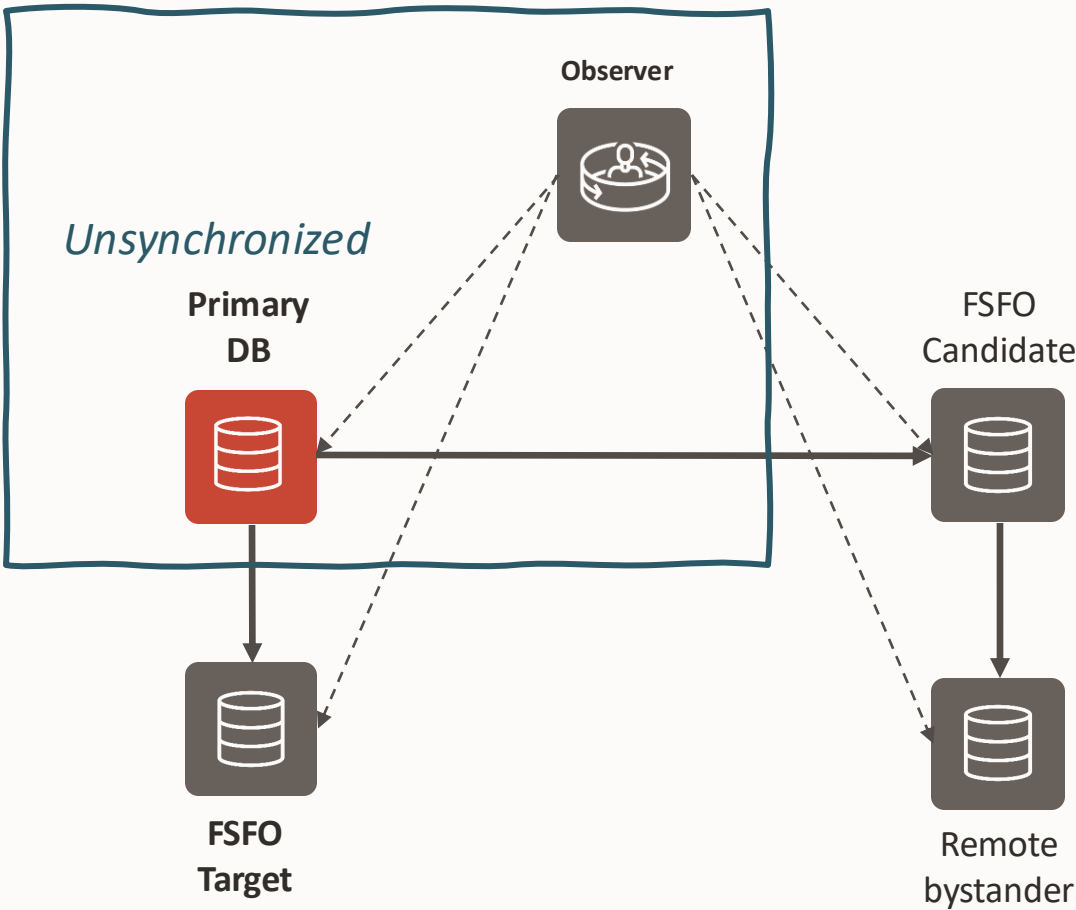 Observer
Unsynchronized
Primary
DB
FSFO
Candidate
FSFO
Target
Remote
bystander